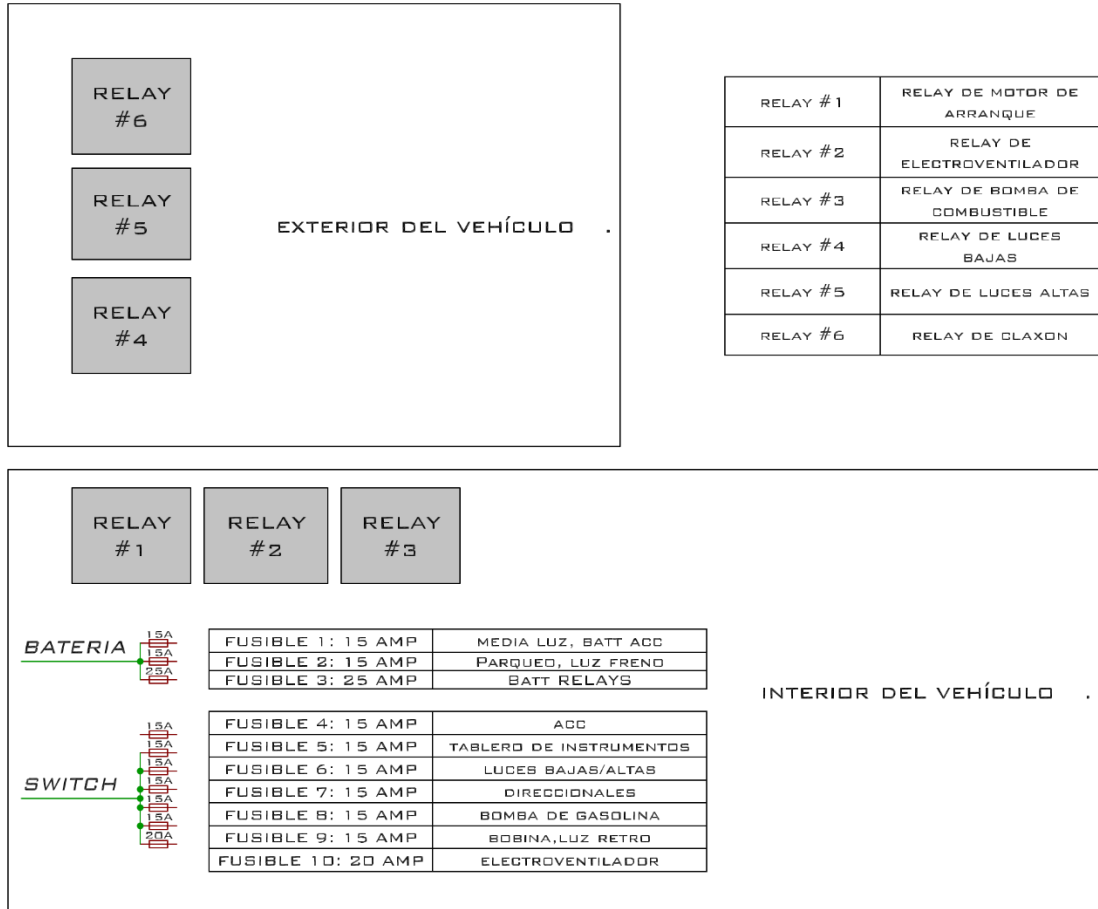 RELAY
#6
RELAY
#5
RELAY
#4
EXTERIOR DEL VEHÍCULO .
RELAY #1 RELAY DE MOTOR DE
ARRANQUE
RELAY #2 RELAY DE
ELECTROVENTILADOR
RELAY #3 RELAY DE BOMBA DE
COMBUSTIBLE
RELAY #4 RELAY DE LUCES
BAJAS
RELAY #5 RELAY DE LUCES ALTAS
RELAY #6 RELAY DE CLAXON
RELAY
#1
RELAY
#2
RELAY
#3
BATERIA
15A
15A
25A
FUSIBLE 1: 15 AMP MEDIA LUZ, BATT ACC
FUSIBLE 2: 15 AMP PARQUEO, LUZ FRENO
FUSIBLE 3: 25 AMP BATT RELAYS
INTERIOR DEL VEHÍCULO .
SWITCH
15A
15A
15A
15A
15A
15A
20A
FUSIBLE 4: 15 AMP ACC
FUSIBLE 5: 15 AMP TABLERO DE INSTRUMENTOS
FUSIBLE 6: 15 AMP LUCES BAJAS/ALTAS
FUSIBLE 7: 15 AMP DIRECCIONALES
FUSIBLE 8: 15 AMP BOMBA DE GASOLINA
FUSIBLE 9: 15 AMP BOBINA,LUZ RETRO
FUSIBLE 10: 20 AMP ELECTROVENTILADOR